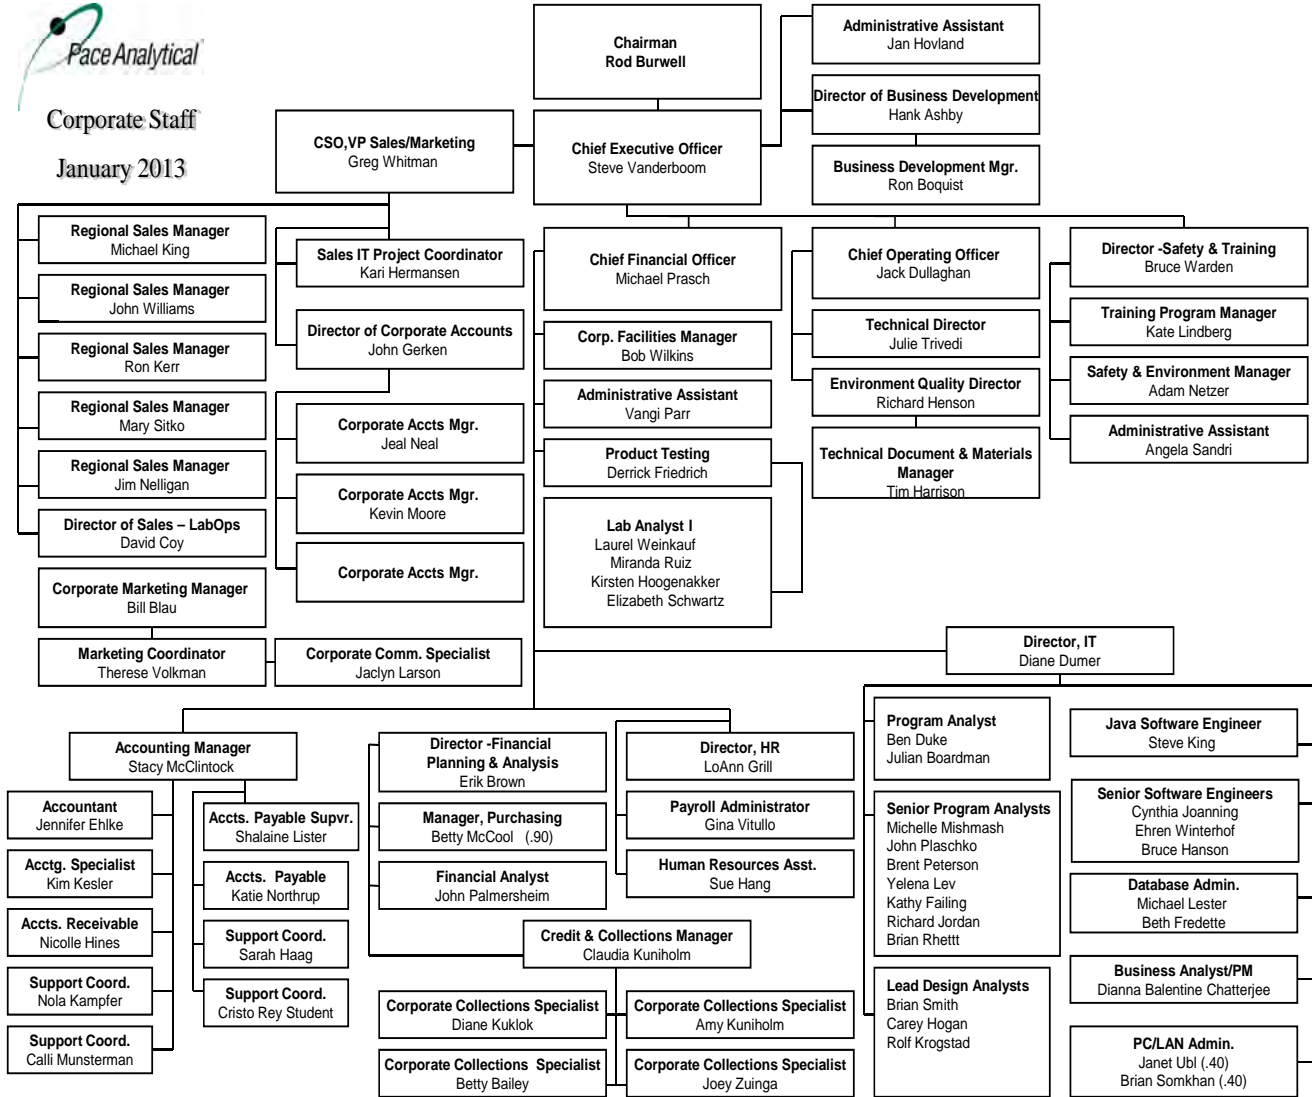 Pace Analytical
Corporate Staff
January 2013
Chairman
Rod Burwell
Administrative Assistant
Jan Hovland
Director of Business Development
Hank Ashby
Business Development Mgr.
Ron Boquist
CSO,VP Sales/Marketing
Greg Whitman
Chief Executive Officer
Steve Vanderboom
Regional Sales Manager
Michael King
Regional Sales Manager
John Williams
Regional Sales Manager
Ron Kerr
Regional Sales Manager
Mary Sitko
Regional Sales Manager
Jim Nelligan
Director of Sales – LabOps
David Coy
Corporate Marketing Manager
Bill Blau
Marketing Coordinator
Therese Volkman
Corporate Comm. Specialist
Jaclyn Larson
Sales IT Project Coordinator
Kari Hermansen
Director of Corporate Accounts
John Gerken
Corporate Accts Mgr.
Jeal Neal
Corporate Accts Mgr.
Kevin Moore
Corporate Accts Mgr.
Chief Financial Officer
Michael Prasch
Corp. Facilities Manager
Bob Wilkins
Administrative Assistant
Vangi Parr
Product Testing
Derrick Friedrich
Lab Analyst I
Laurel Weinkauf
Miranda Ruiz
Kirsten Hoogenakker
Elizabeth Schwartz
Chief Operating Officer
Jack Dullaghan
Technical Director
Julie Trivedi
Environment Quality Director
Richard Henson
Technical Document & Materials
Manager
Tim Harrison
Director -Safety & Training
Bruce Warden
Training Program Manager
Kate Lindberg
Safety & Environment Manager
Adam Netzer
Administrative Assistant
Angela Sandri
Director, IT
Diane Dumer
Accounting Manager
Stacy McClintock
Accountant
Jennifer Ehlke
Acctg. Specialist
Kim Kesler
Accts. Receivable
Nicolle Hines
Support Coord.
Nola Kampfer
Support Coord.
Calli Munsterman
Accts. Payable Supvr.
Shalaine Lister
Accts. Payable
Katie Northrup
Support Coord.
Sarah Haag
Support Coord.
Cristo Rey Student
Director -Financial
Planning & Analysis
Erik Brown
Manager, Purchasing
Betty McCool (.90)
Financial Analyst
John Palmersheim
Credit & Collections Manager
Claudia Kuniholm
Corporate Collections Specialist
Diane Kuklok
Corporate Collections Specialist
Amy Kuniholm
Corporate Collections Specialist
Betty Bailey
Corporate Collections Specialist
Joey Zuinga
Director, HR
LoAnn Grill
Payroll Administrator
Gina Vitullo
Human Resources Asst.
Sue Hang
Program Analyst
Ben Duke
Julian Boardman
Senior Program Analysts
Michelle Mishmash
John Plaschko
Brent Peterson
Yelena Lev
Kathy Failing
Richard Jordan
Brian Rhettt
Lead Design Analysts
Brian Smith
Carey Hogan
Rolf Krogstad
Java Software Engineer
Steve King
Senior Software Engineers
Cynthia Joanning
Ehren Winterhof
Bruce Hanson
Database Admin.
Michael Lester
Beth Fredette
Business Analyst/PM
Dianna Balentine Chatterjee
PC/LAN Admin.
Janet Ubl (.40)
Brian Somkhan (.40)